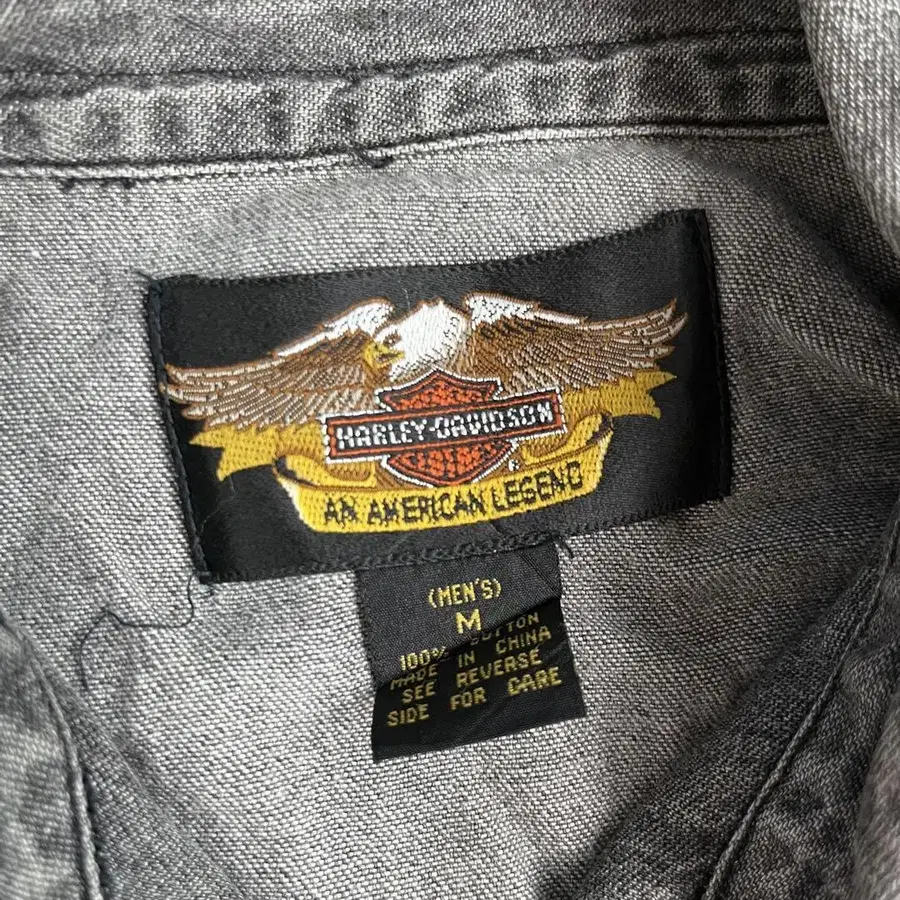 HARLEY-DAVIDSON
®
AN AMERICAN LEGEND
(MEN'S)
M
100% COTTON
MADE IN CHINA
SEE REVERSE
SIDE FOR CARE